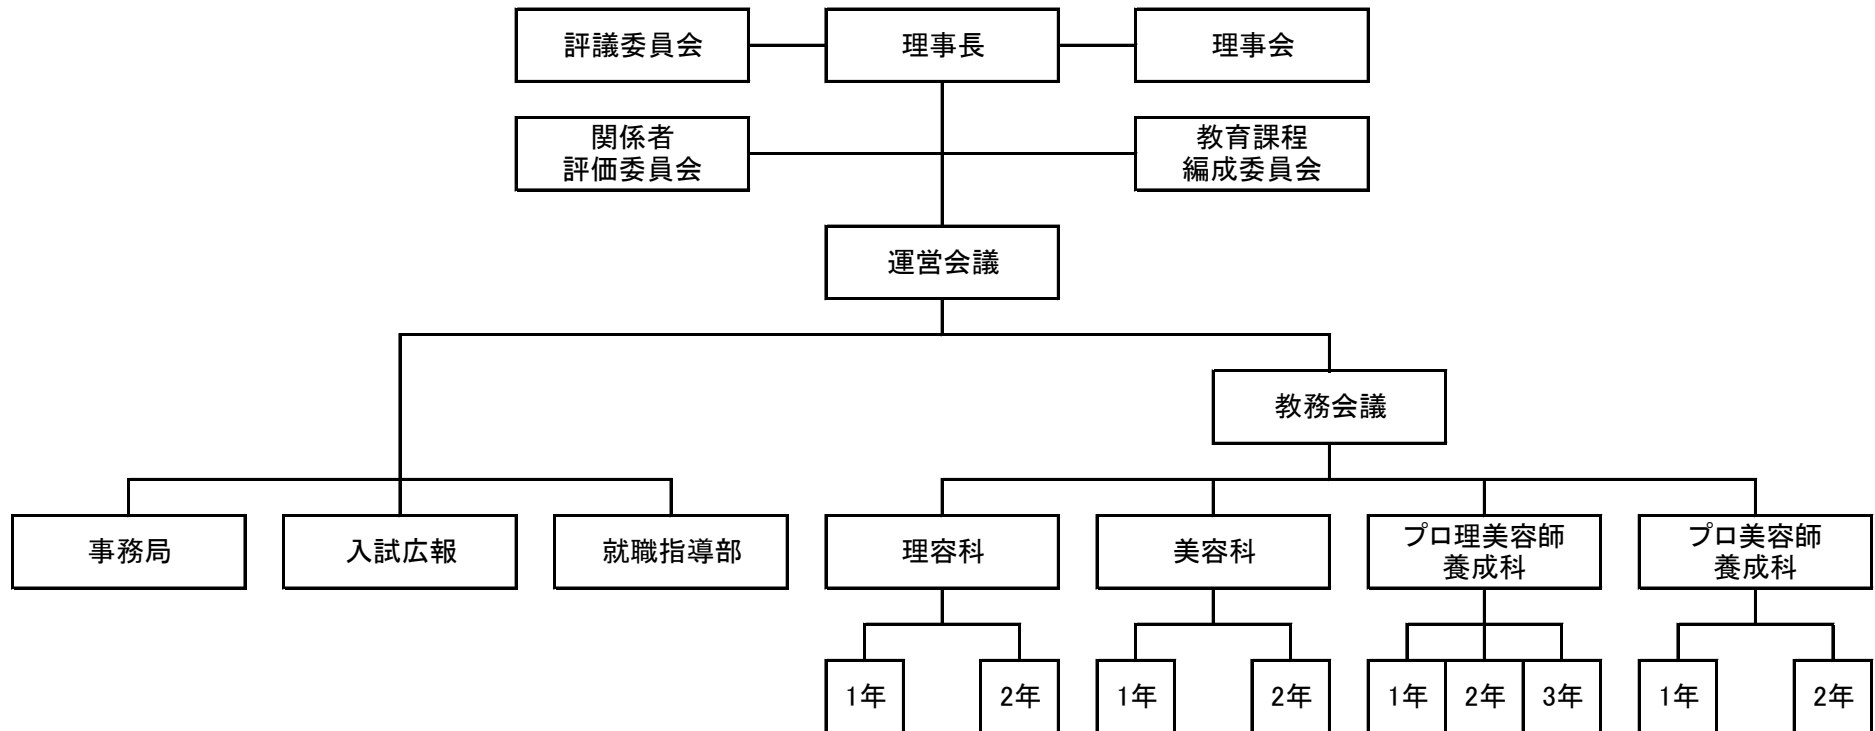 評議委員会
理事長
理事会
関係者
評価委員会
教育課程
編成委員会
運営会議
教務会議
事務局
入試広報
就職指導部
理容科
美容科
プロ理美容師
養成科
プロ美容師
養成科
1年
2年
1年
2年
1年
2年
3年
1年
2年